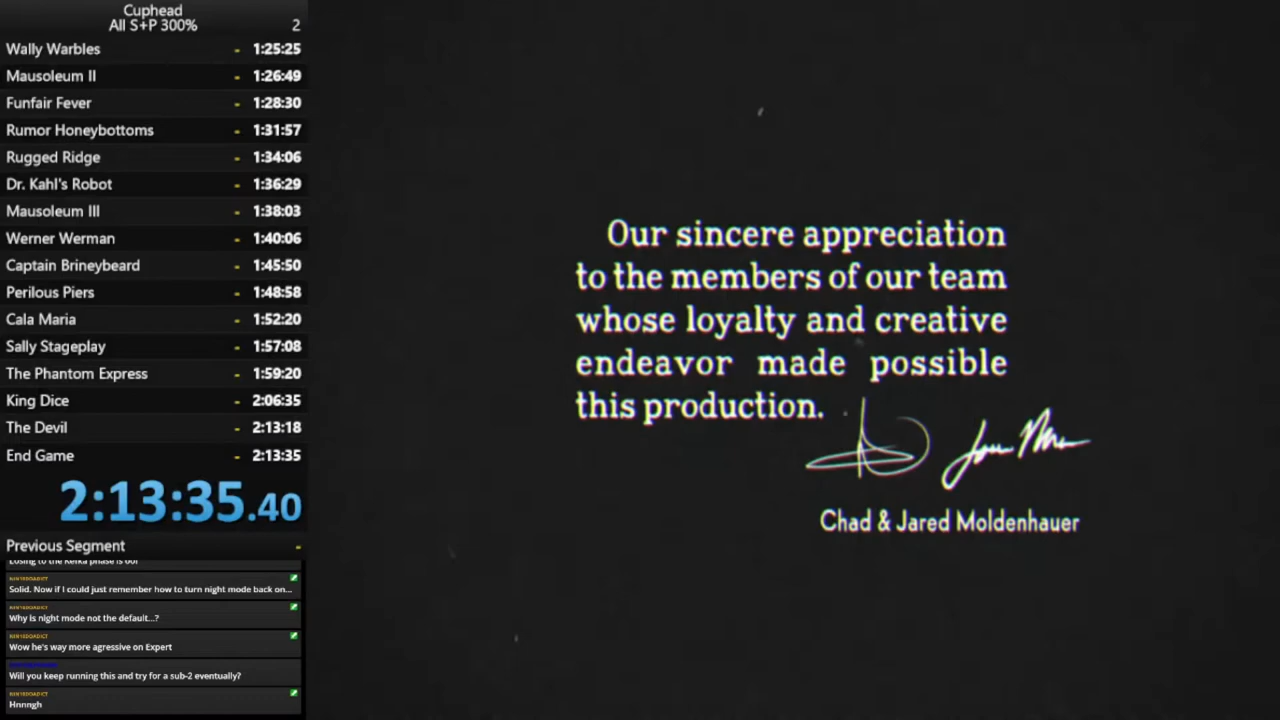 Cuphead
All S+P 300% 2
Wally Warbles - 1:25:25
Mausoleum II - 1:26:49
Funfair Fever - 1:28:30
Rumor Honeybottoms - 1:31:57
Rugged Ridge - 1:34:06
Dr. Kahl's Robot - 1:36:29
Mausoleum III - 1:38:03
Werner Werman - 1:40:06
Captain Brineybeard - 1:45:50
Perilous Piers - 1:48:58
Cala Maria - 1:52:20
Sally Stageplay - 1:57:08
The Phantom Express - 1:59:20
King Dice - 2:06:35
The Devil - 2:13:18
End Game - 2:13:35
2:13:35.40
Previous Segment -
Losing to the Kefka phase is
Solid. Now if I could just remember how to turn night mode back on...
Why is night mode not the default...?
Wow he's way more agressive on Expert
Will you keep running this and try for a sub-2 eventually?
Hnnngh
Our sincere appreciation
to the members of our team
whose loyalty and creative
endeavor made possible
this production.
Chad & Jared Moldenhauer